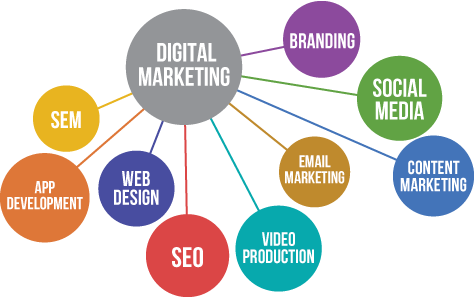 DIGITAL
MARKETING
BRANDING
SOCIAL
MEDIA
SEM
EMAIL
MARKETING
CONTENT
MARKETING
APP
DEVELOPMENT
WEB
DESIGN
SEO
VIDEO
PRODUCTION